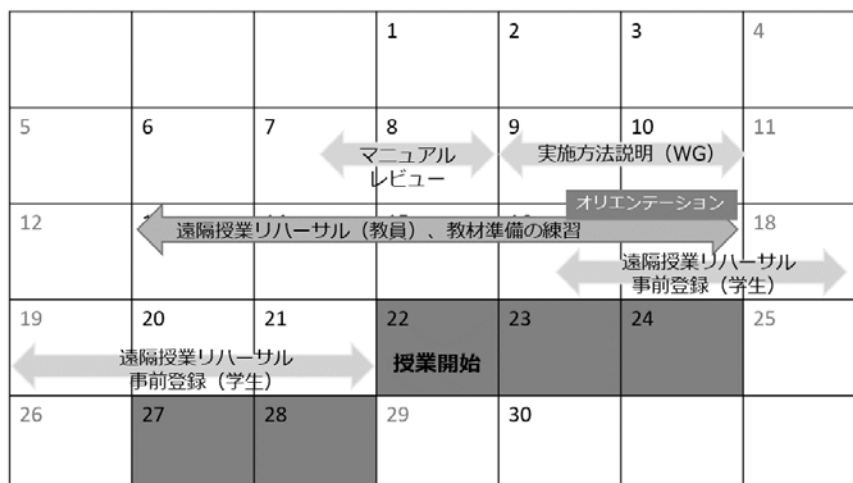 1 2 3 4
5 6 7 8 9 10 11
マニュアル
レビュー
実施方法説明（WG）
オリエンテーション
12 18
遠隔授業リハーサル（教員）、教材準備の練習
遠隔授業リハーサル
事前登録（学生）
19 20 21 22 23 24 25
遠隔授業リハーサル
事前登録（学生）
授業開始
26 27 28 29 30